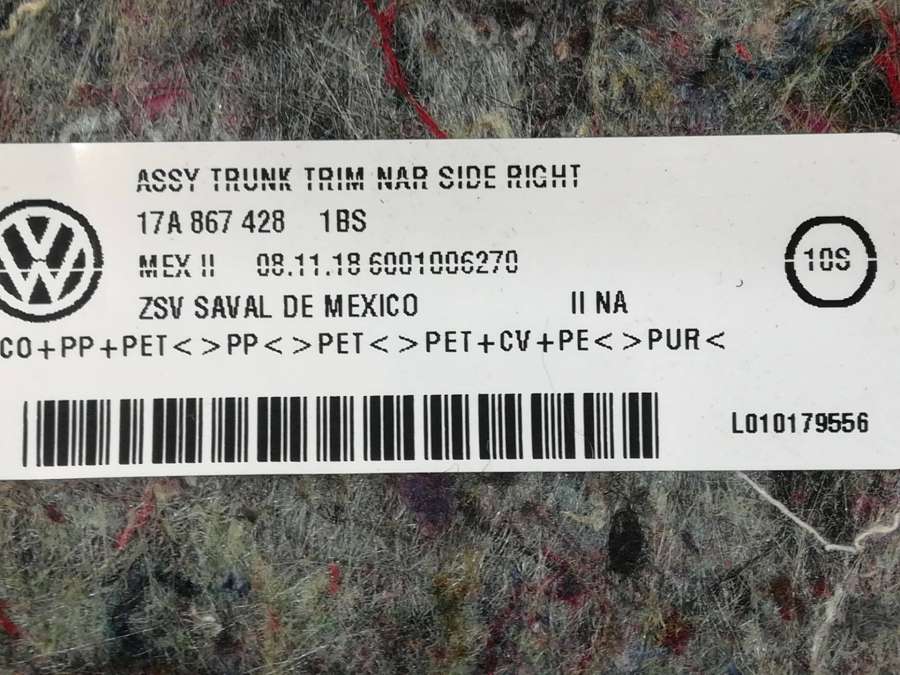 ASSY TRUNK TRIM NAR SIDE RIGHT
17A 867 428 1BS
MEX II 08.11.18 6001006270
10S
ZSV SAVAL DE MEXICO II NA
CO+PP+PET<>PP<>PET<>PET+CV+PE<>PUR<
L010179556